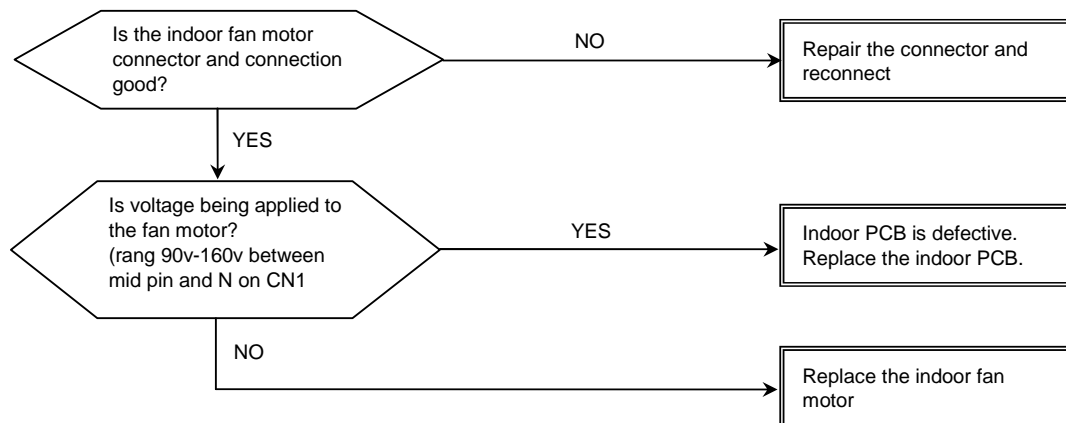 Is the indoor fan motor
connector and connection
good?
NO
Repair the connector and
reconnect
YES
Is voltage being applied to
the fan motor?
(rang 90v-160v between
mid pin and N on CN1
YES
Indoor PCB is defective.
Replace the indoor PCB.
NO
Replace the indoor fan
motor